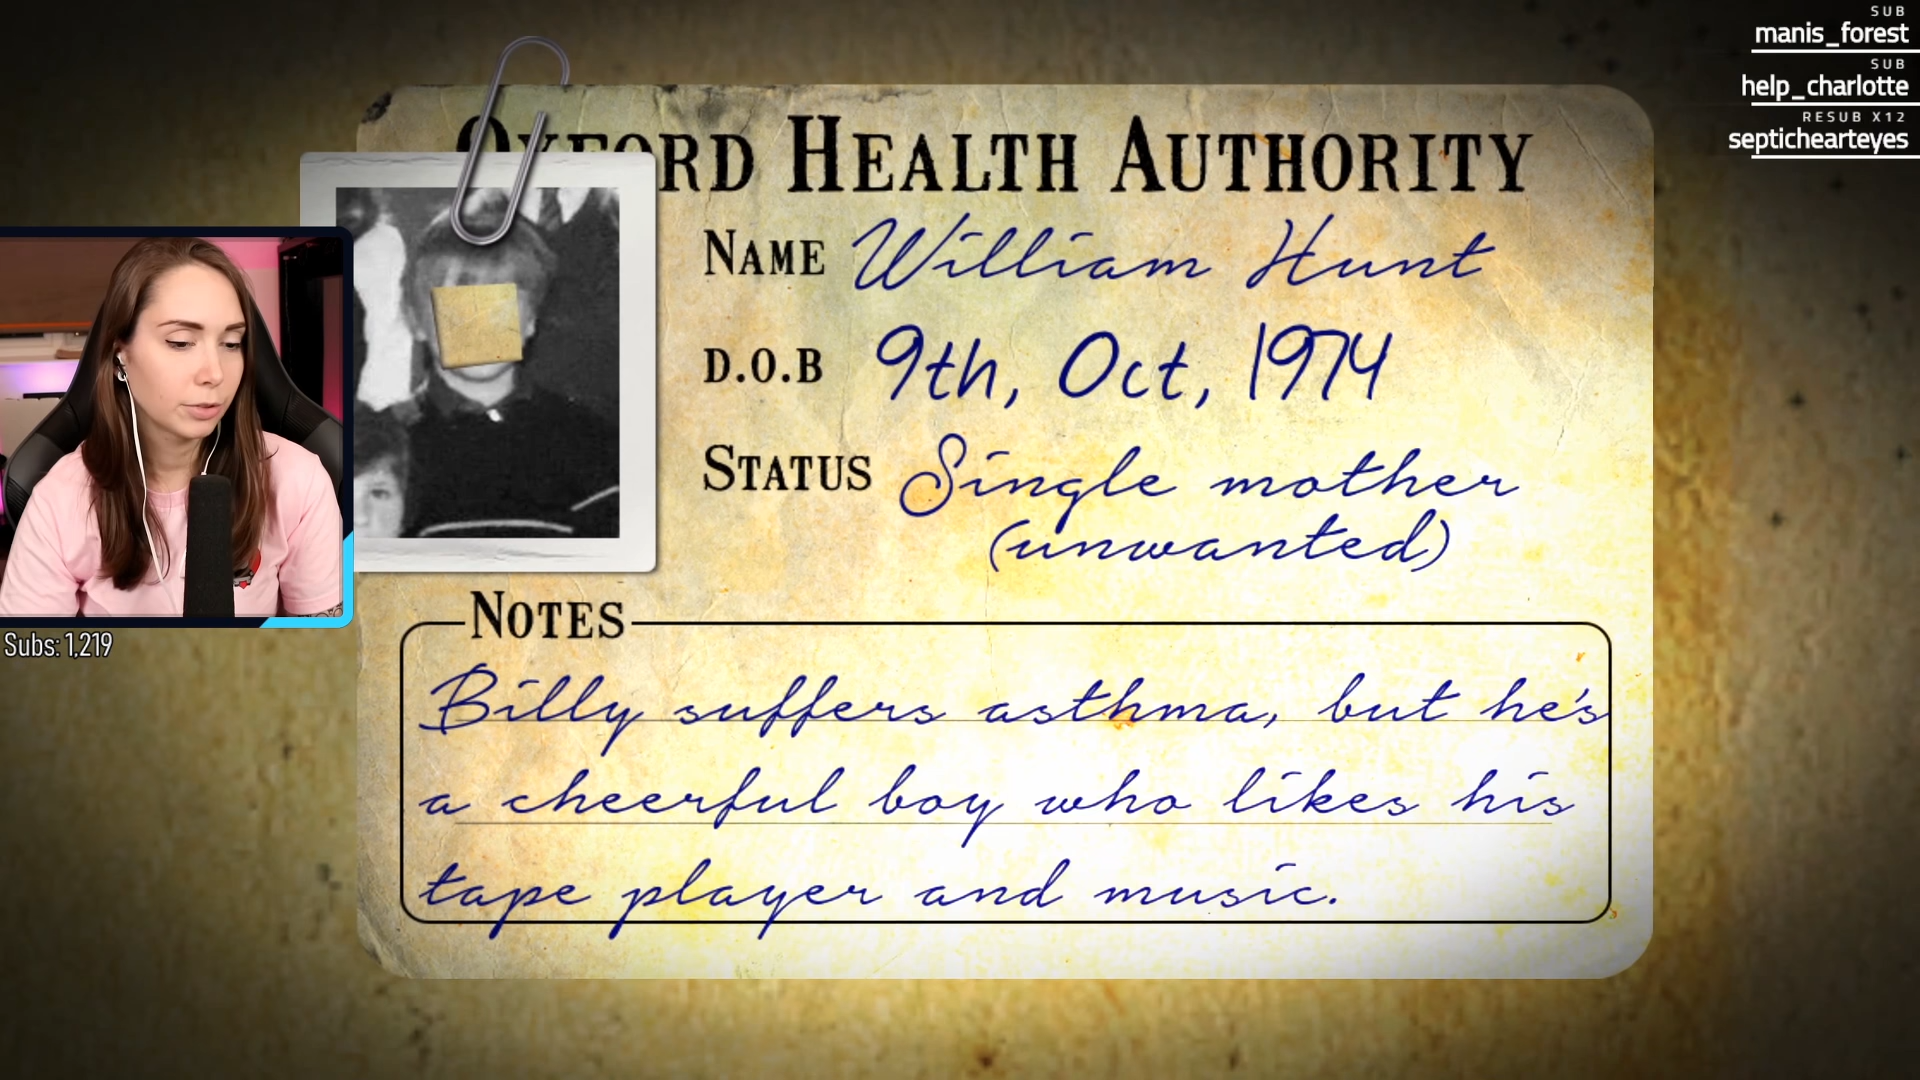 SUB
manis_forest
SUB
help_charlotte
RESUB X12
septichearteyes
OXFORD HEALTH AUTHORITY
NAME William Hunt
D.O.B 9th, Oct, 1974
STATUS Single mother
(unwanted)
NOTES
Billy suffers asthma, but he's
a cheerful boy who likes his
tape player and music.
Subs: 1,219